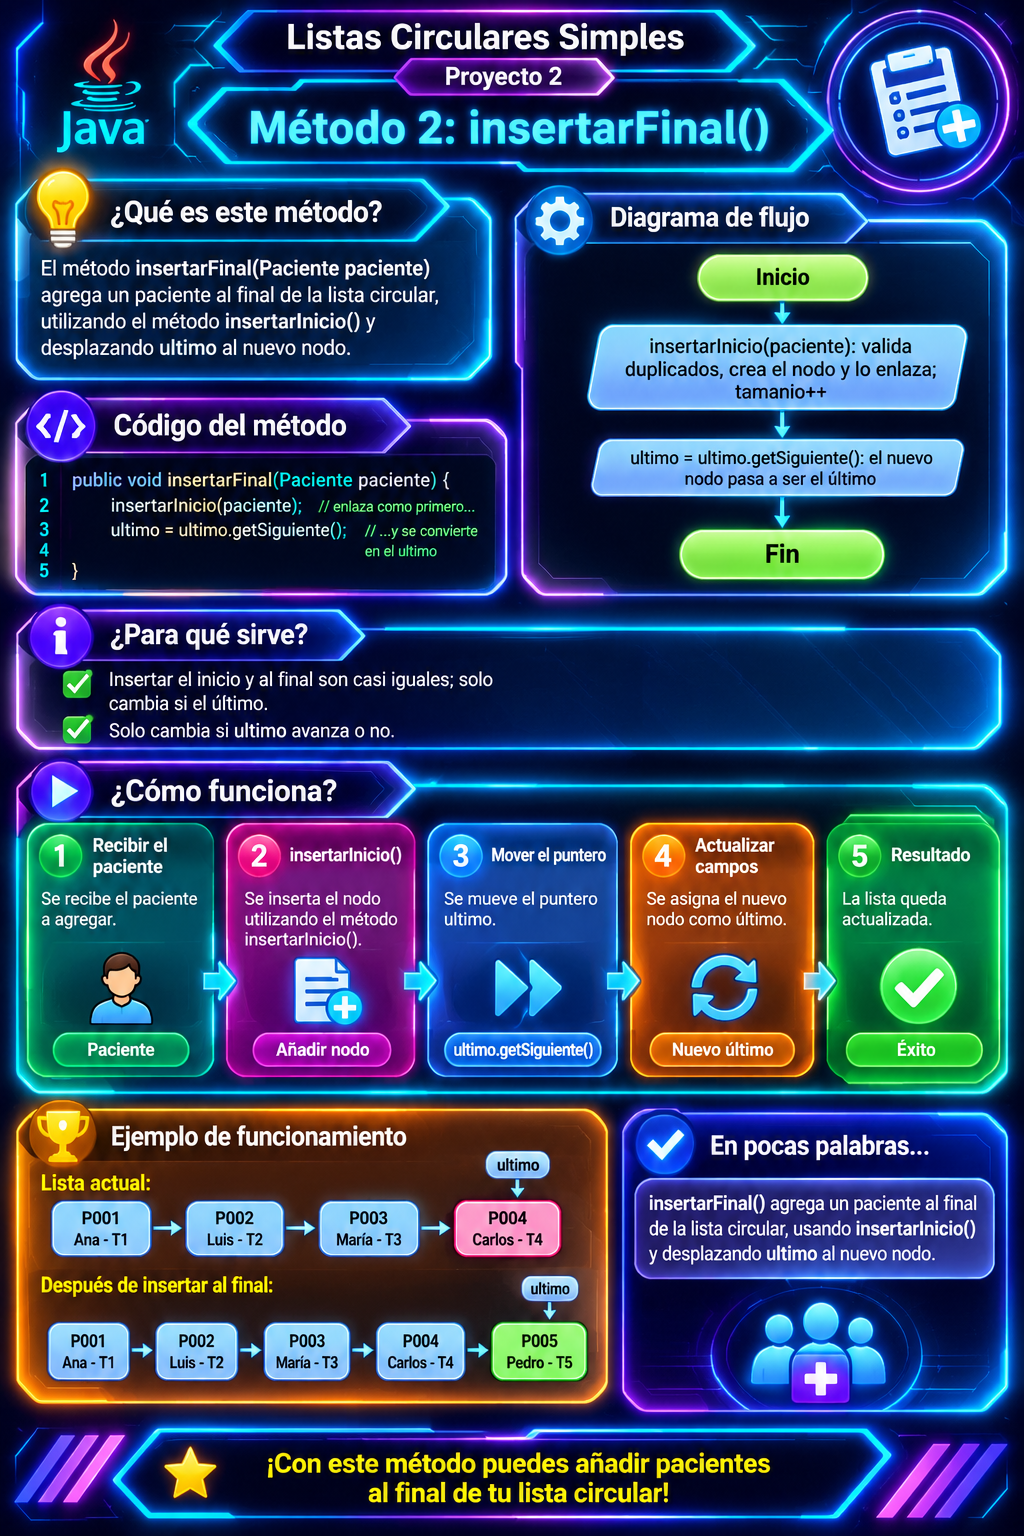 Java
Listas Circulares Simples
Proyecto 2
Método 2: insertarFinal()
¿Qué es este método?
El método insertarFinal(Paciente paciente)
agrega un paciente al final de la lista circular,
utilizando el método insertarInicio() y
desplazando ultimo al nuevo nodo.
Diagrama de flujo
Inicio
insertarInicio(paciente): valida
duplicados, crea el nodo y lo enlaza;
tamanio++
ultimo = ultimo.getSiguiente(): el nuevo
nodo pasa a ser el último
Fin
Código del método
1 public void insertarFinal(Paciente paciente) {
2 insertarInicio(paciente); // enlaza como primero...
3 ultimo = ultimo.getSiguiente(); // ...y se convierte
4 en el ultimo
5 }
¿Para qué sirve?
Insertar el inicio y al final son casi iguales; solo
cambia si el último.
Solo cambia si ultimo avanza o no.
¿Cómo funciona?
1 Recibir el
paciente
Se recibe el paciente
a agregar.
Paciente
2 insertarInicio()
Se inserta el nodo
utilizando el método
insertarInicio().
Añadir nodo
3 Mover el puntero
Se mueve el puntero
ultimo.
ultimo.getSiguiente()
4 Actualizar
campos
Se asigna el nuevo
nodo como último.
Nuevo último
5 Resultado
La lista queda
actualizada.
Éxito
Ejemplo de funcionamiento
Lista actual:
ultimo
P001
Ana - T1
P002
Luis - T2
P003
María - T3
P004
Carlos - T4
Después de insertar al final:
ultimo
P001
Ana - T1
P002
Luis - T2
P003
María - T3
P004
Carlos - T4
P005
Pedro - T5
En pocas palabras...
insertarFinal() agrega un paciente al final
de la lista circular, usando insertarInicio()
y desplazando ultimo al nuevo nodo.
¡Con este método puedes añadir pacientes
al final de tu lista circular!